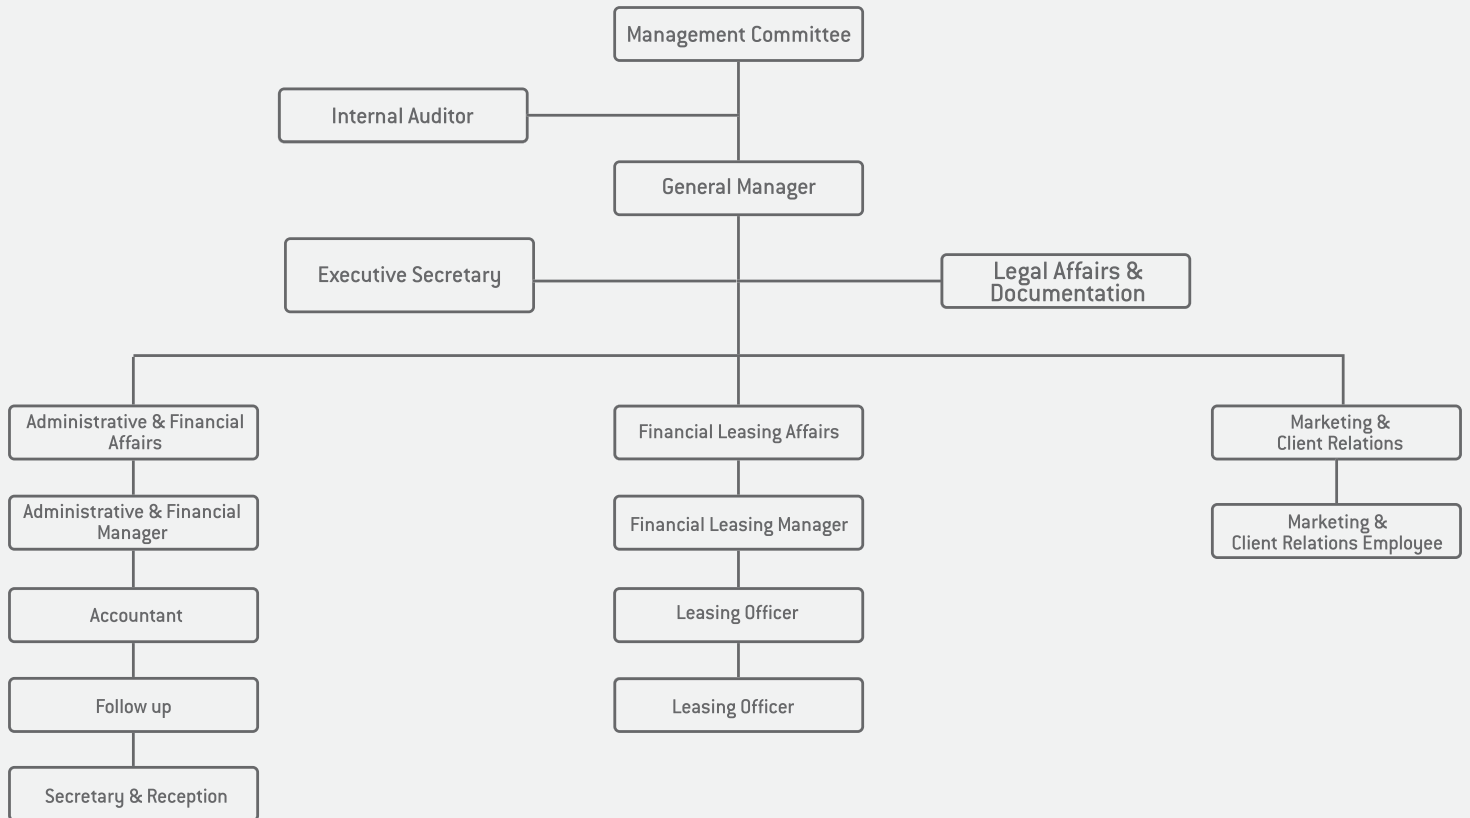 Management Committee
Internal Auditor
General Manager
Executive Secretary
Legal Affairs &
Documentation
Administrative & Financial
Affairs
Financial Leasing Affairs
Marketing &
Client Relations
Administrative & Financial
Manager
Financial Leasing Manager
Marketing &
Client Relations Employee
Accountant
Leasing Officer
Follow up
Leasing Officer
Secretary & Reception